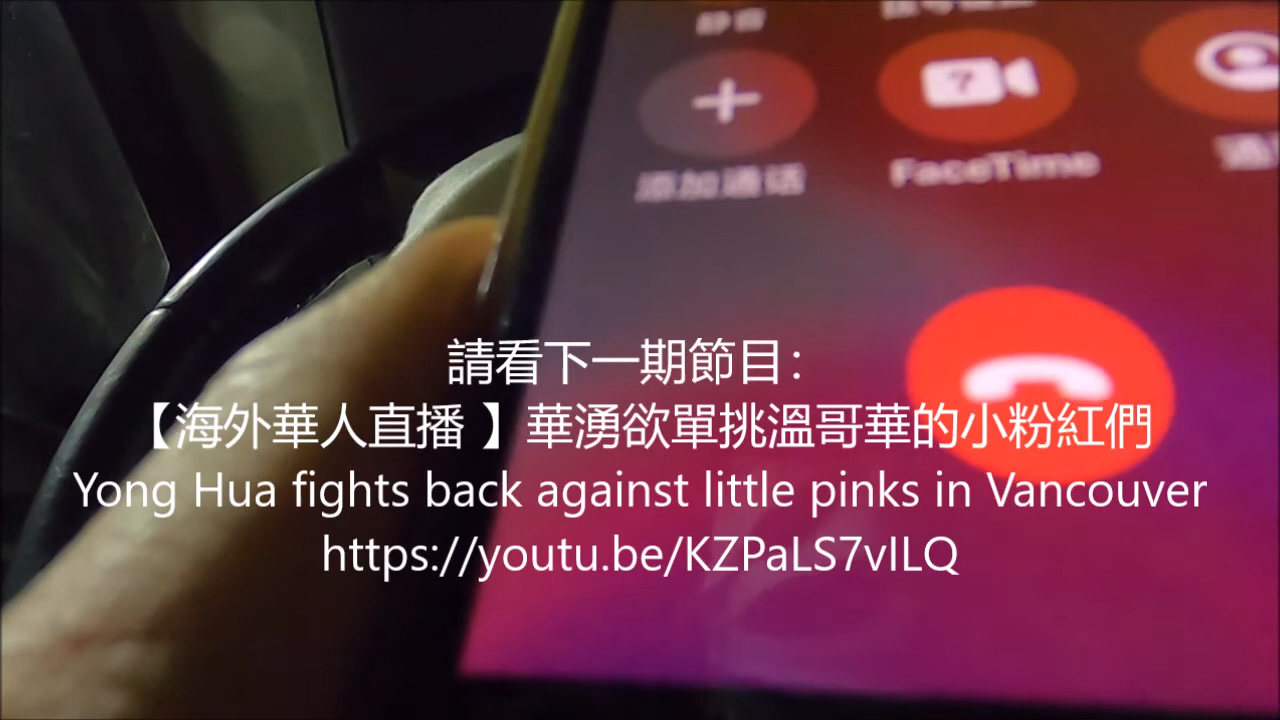 静音
添加通话
FaceTime
請看下一期節目：
【海外華人直播 】華湧欲單挑溫哥華的小粉紅們
Yong Hua fights back against little pinks in Vancouver
https://youtu.be/KZPaLS7vILQ